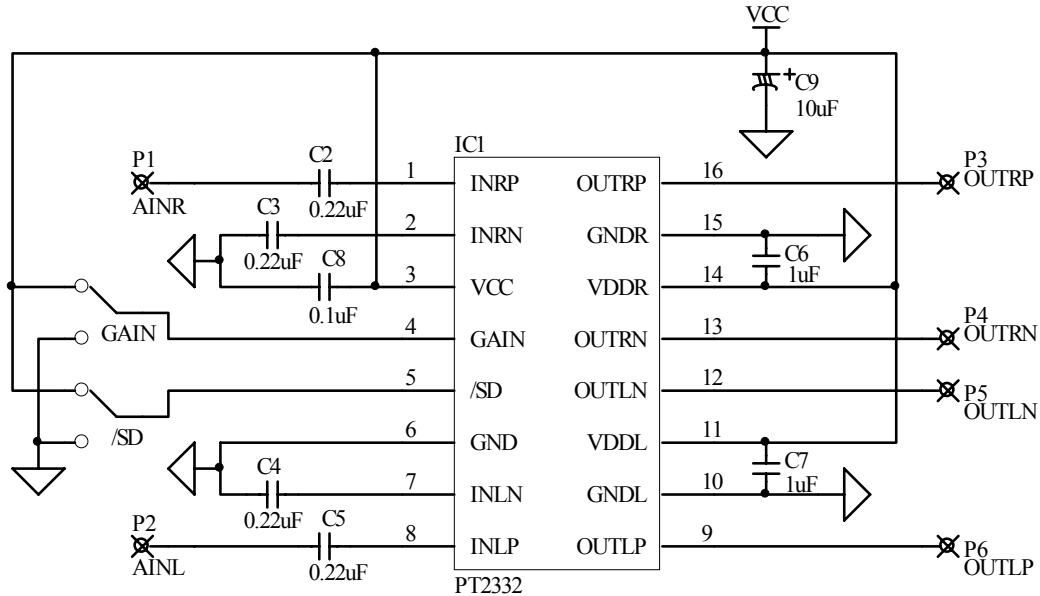 VCC
+
C9
10uF
IC1
P1
AINR
C2
0.22uF
1
INRP
OUTRP
16
P3
OUTRP
C3
0.22uF
2
INRN
GNDR
15
C6
1uF
C8
0.1uF
3
VCC
VDDR
14
GAIN
4
GAIN
OUTRN
13
P4
OUTRN
/SD
5
/SD
OUTLN
12
P5
OUTLN
6
GND
VDDL
11
C7
1uF
C4
0.22uF
7
INLN
GNDL
10
P2
AINL
C5
0.22uF
8
INLP
OUTLP
9
P6
OUTLP
PT2332